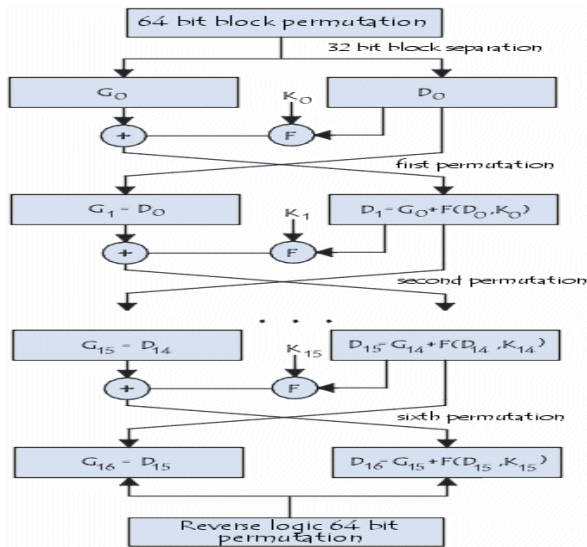 64 bit block permutation
32 bit block separation
G₀
K₀
D₀
+
F
first permutation
G₁ - D₀
K₁
D₁-G₀+F(D₀,K₀)
+
F
second permutation
. . .
G₁₅ - D₁₄
K₁₅
D₁₅-G₁₄+F(D₁₄,K₁₄)
+
F
sixth permutation
G₁₆ - D₁₅
D₁₆-G₁₅+F(D₁₅,K₁₅)
Reverse logic 64 bit
permutation